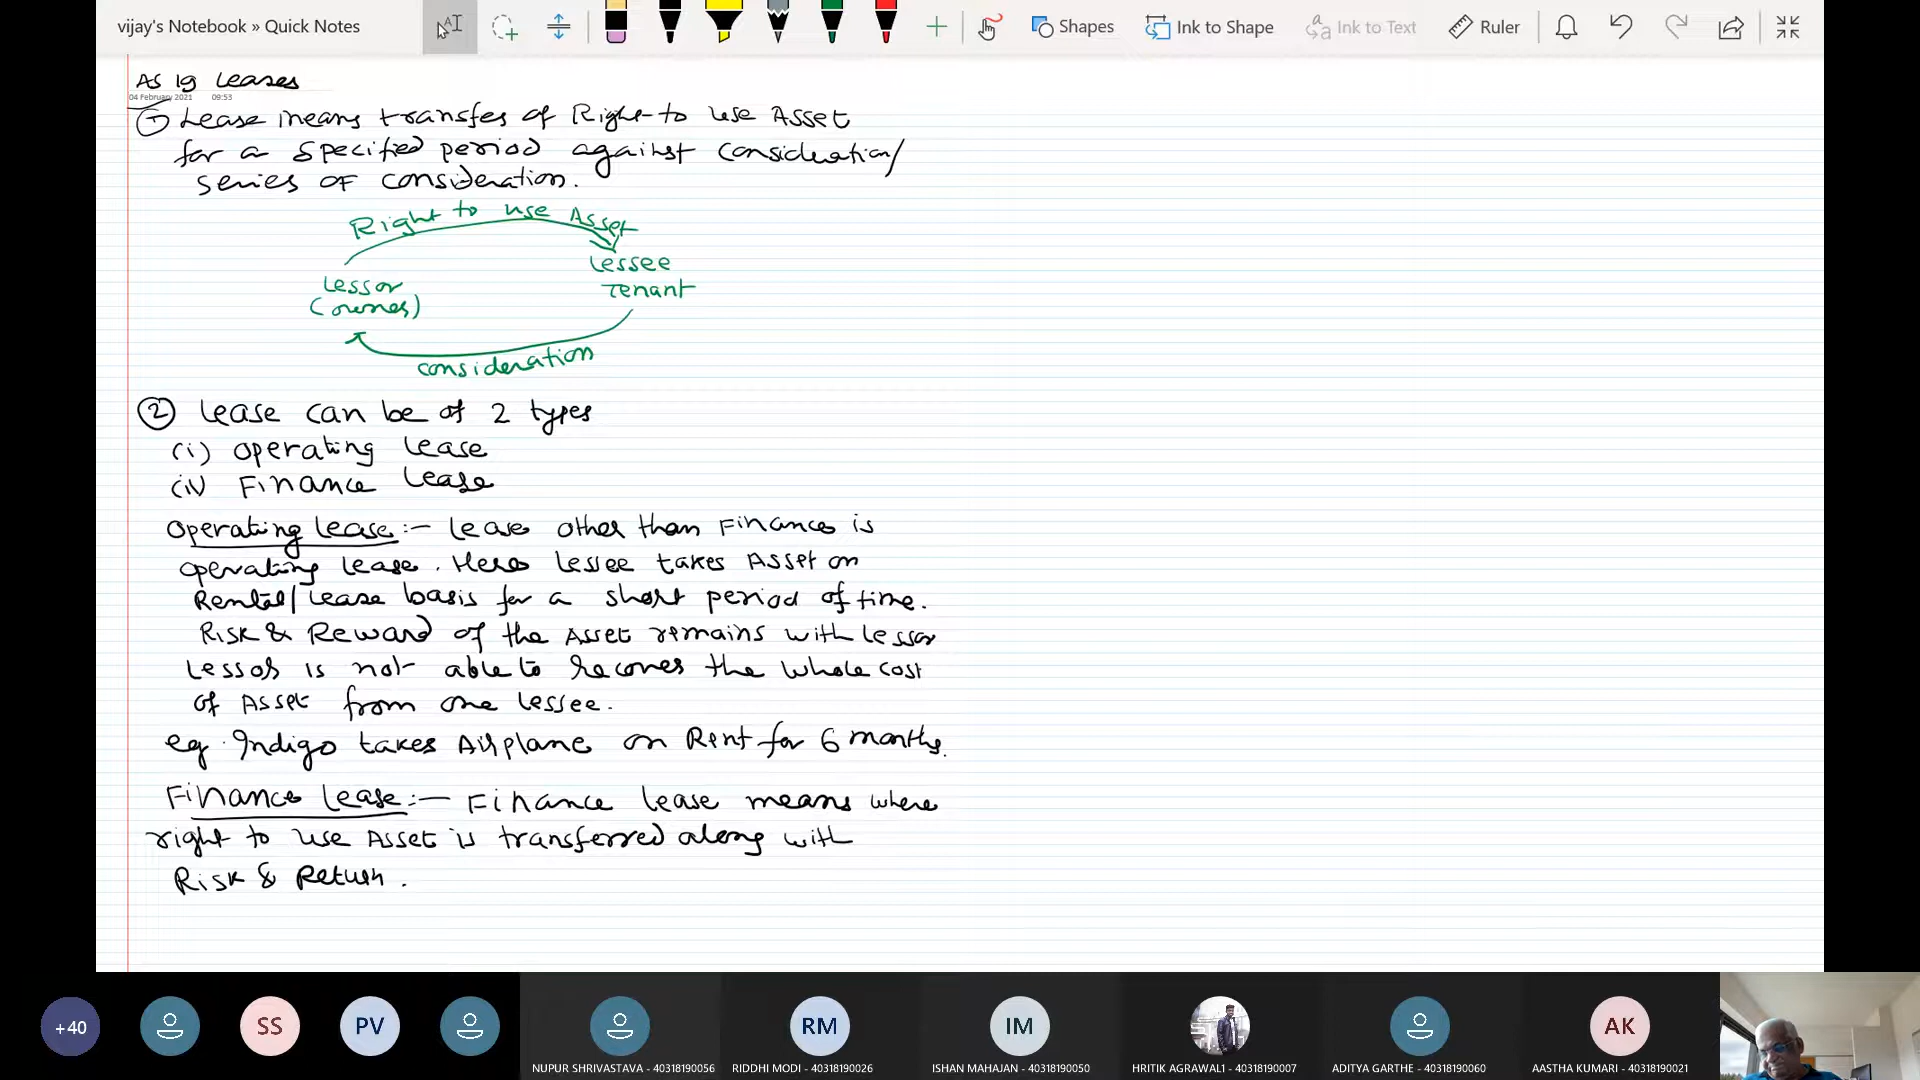 vijay's Notebook » Quick Notes
Shapes
Ink to Shape
Ink to Text
Ruler
AS 19 Leases
04 February 2021 09:53
① Lease means transfer of Right to use Asset
for a specified period against consideration/
series of consideration.
Right to use Asset
Lessee
Tenant
Lessor
(owner)
consideration
② Lease can be of 2 types
(i) operating Lease
(ii) Finance Lease
Operating Lease:- Lease other than Finance is
operating lease. Here lessee takes Asset on
Rental/Lease basis for a short period of time.
Risk & Reward of the Asset remains with lessor
Lessor is not able to recover the whole cost
of Asset from one lessee.
eg. Indigo takes Airplane on Rent for 6 months.
Finance Lease:- Finance lease means where
right to use Asset is transferred along with
Risk & Return.
+40
SS
PV
RM
IM
AK
NUPUR SHRIVASTAVA - 40318190056
RIDDHI MODI - 40318190026
ISHAN MAHAJAN - 40318190050
HRITIK AGRAWAL1 - 40318190007
ADITYA GARTHE - 40318190060
AASTHA KUMARI - 40318190021